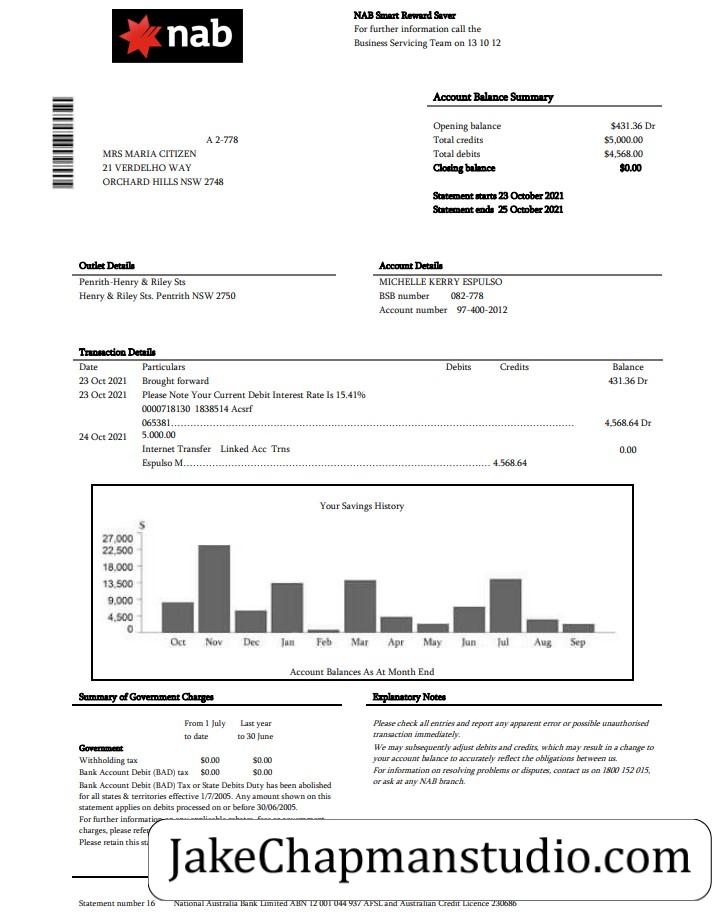 nab
NAB Smart Reward Saver
For further information call the
Business Servicing Team on 13 10 12
Account Balance Summary
Opening balance $431.36 Dr
Total credits $5,000.00
Total debits $4,568.00
Closing balance $0.00
Statement starts 23 October 2021
Statement ends 25 October 2021
A 2-778
MRS MARIA CITIZEN
21 VERDELHO WAY
ORCHARD HILLS NSW 2748
Outlet Details
Penrith-Henry & Riley Sts
Henry & Riley Sts. Pentrith NSW 2750
Account Details
MICHELLE KERRY ESPULSO
BSB number 082-778
Account number 97-400-2012
Transaction Details
Date Particulars Debits Credits Balance
23 Oct 2021 Brought forward 431.36 Dr
23 Oct 2021 Please Note Your Current Debit Interest Rate Is 15.41%
0000718130 1838514 Acsrf
065381 4,568.64 Dr
24 Oct 2021 5.000.00
Internet Transfer Linked Acc Trns 0.00
Espulso M 4.568.64
Your Savings History
$
27,000
22,500
18,000
13,500
9,000
4,500
0
Oct Nov Dec Jan Feb Mar Apr May Jun Jul Aug Sep
Account Balances As At Month End
Summary of Government Charges
From 1 July Last year
to date to 30 June
Government
Withholding tax $0.00 $0.00
Bank Account Debit (BAD) tax $0.00 $0.00
Bank Account Debit (BAD) Tax or State Debits Duty has been abolished
for all states & territories effective 1/7/2005. Any amount shown on this
statement applies on debits processed on or before 30/06/2005.
For further information on any applicable rebates, fees or government
charges, please refer
Please retain this sta
Explanatory Notes
Please check all entries and report any apparent error or possible unauthorised
transaction immediately.
We may subsequently adjust debits and credits, which may result in a change to
your account balance to accurately reflect the obligations between us.
For information on resolving problems or disputes, contact us on 1800 152 015,
or ask at any NAB branch.
JakeChapmanstudio.com
Statement number 16 National Australia Bank Limited ABN 12 001 044 937 AFSL and Australian Credit Licence 230686